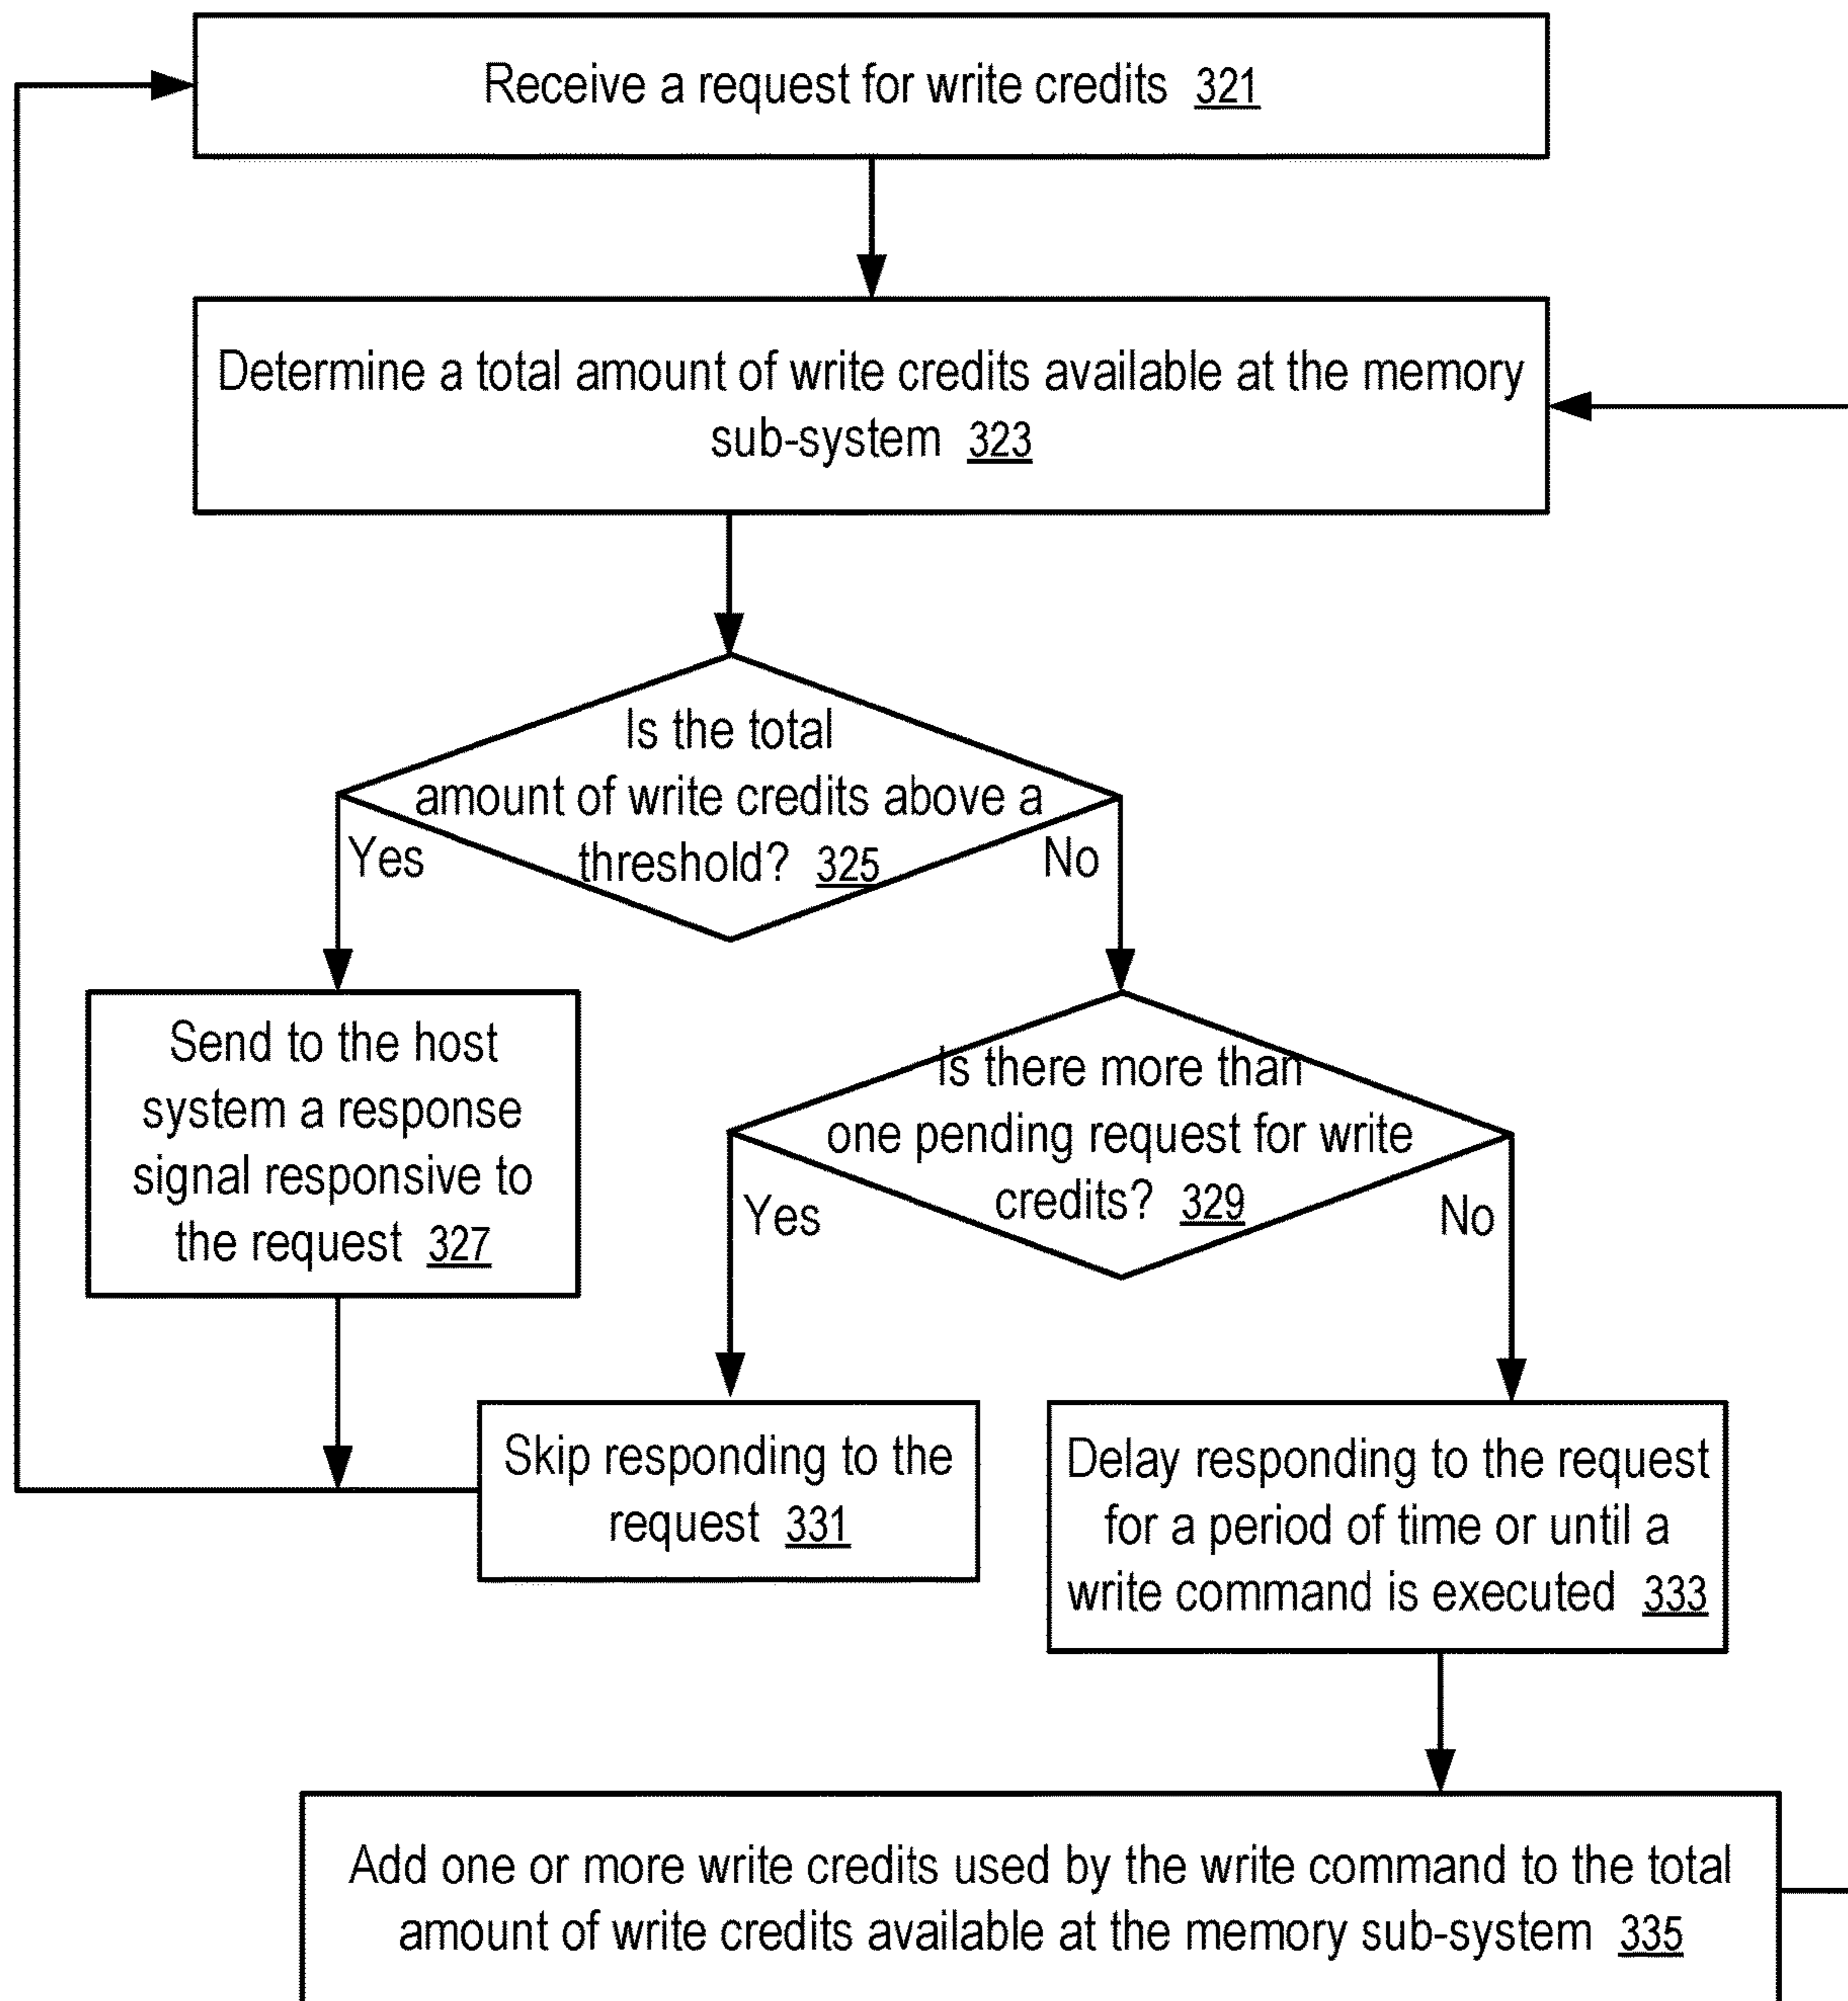 Receive a request for write credits 321
Determine a total amount of write credits available at the memory
sub-system 323
Is the total
amount of write credits above a
threshold? 325
Yes
No
Send to the host
system a response
signal responsive to
the request 327
Is there more than
one pending request for write
credits? 329
Yes
No
Skip responding to the
request 331
Delay responding to the request
for a period of time or until a
write command is executed 333
Add one or more write credits used by the write command to the total
amount of write credits available at the memory sub-system 335